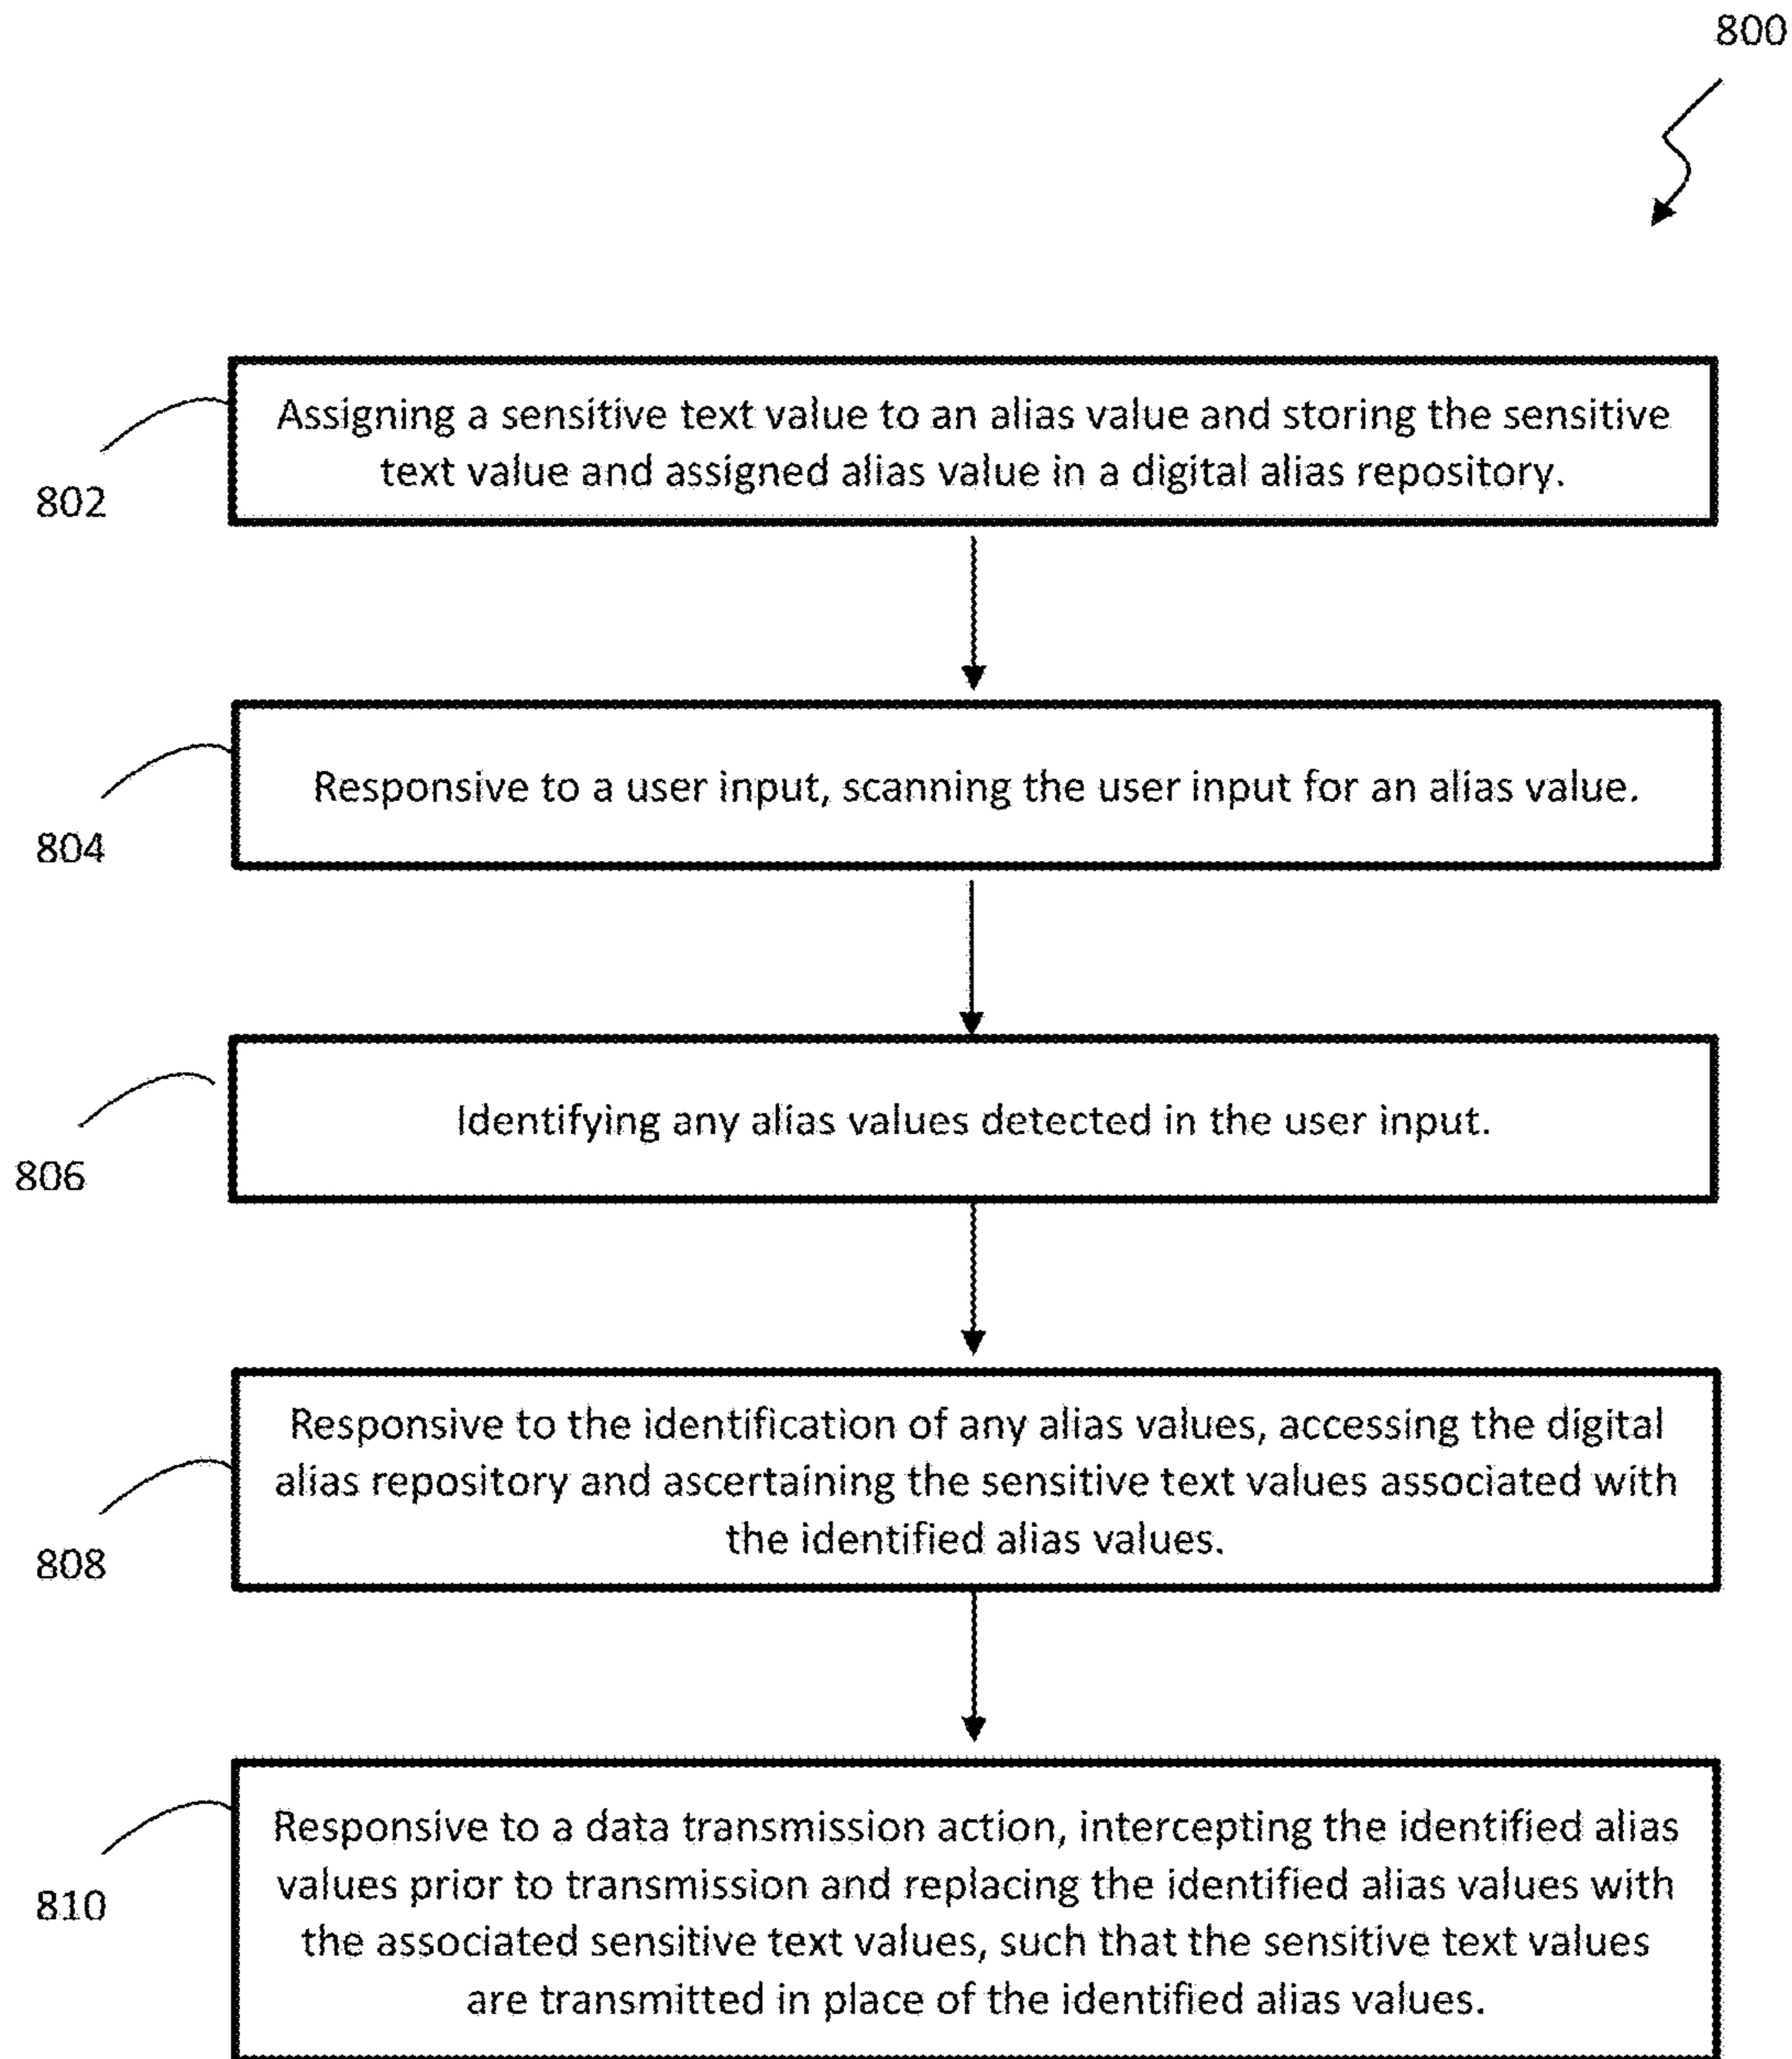 800
Assigning a sensitive text value to an alias value and storing the sensitive
text value and assigned alias value in a digital alias repository.
802
Responsive to a user input, scanning the user input for an alias value.
804
Identifying any alias values detected in the user input.
806
Responsive to the identification of any alias values, accessing the digital
alias repository and ascertaining the sensitive text values associated with
the identified alias values.
808
Responsive to a data transmission action, intercepting the identified alias
values prior to transmission and replacing the identified alias values with
the associated sensitive text values, such that the sensitive text values
are transmitted in place of the identified alias values.
810